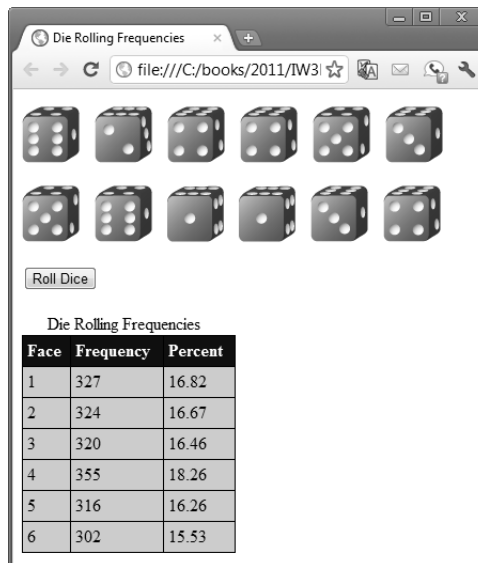 Die Rolling Frequencies
file:///C:/books/2011/IW3
Roll Dice
Die Rolling Frequencies
Face Frequency Percent
1 327 16.82
2 324 16.67
3 320 16.46
4 355 18.26
5 316 16.26
6 302 15.53